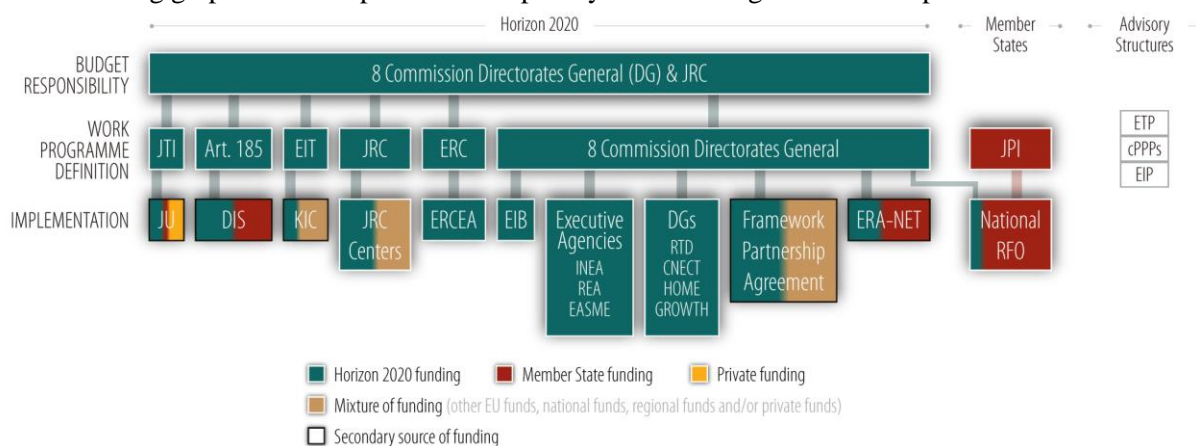 Horizon 2020
Member
States
Advisory
Structures
BUDGET
RESPONSIBILITY
8 Commission Directorates General (DG) & JRC
WORK
PROGRAMME
DEFINITION
JTI
Art. 185
EIT
JRC
ERC
8 Commission Directorates General
JPI
ETP
cPPPs
EIP
IMPLEMENTATION
JU
DIS
KIC
JRC
Centers
ERCEA
EIB
Executive
Agencies
INEA
REA
EASME
DGs
RTD
CNECT
HOME
GROWTH
Framework
Partnership
Agreement
ERA-NET
National
RFO
Horizon 2020 funding
Member State funding
Private funding
Mixture of funding (other EU funds, national funds, regional funds and/or private funds)
Secondary source of funding